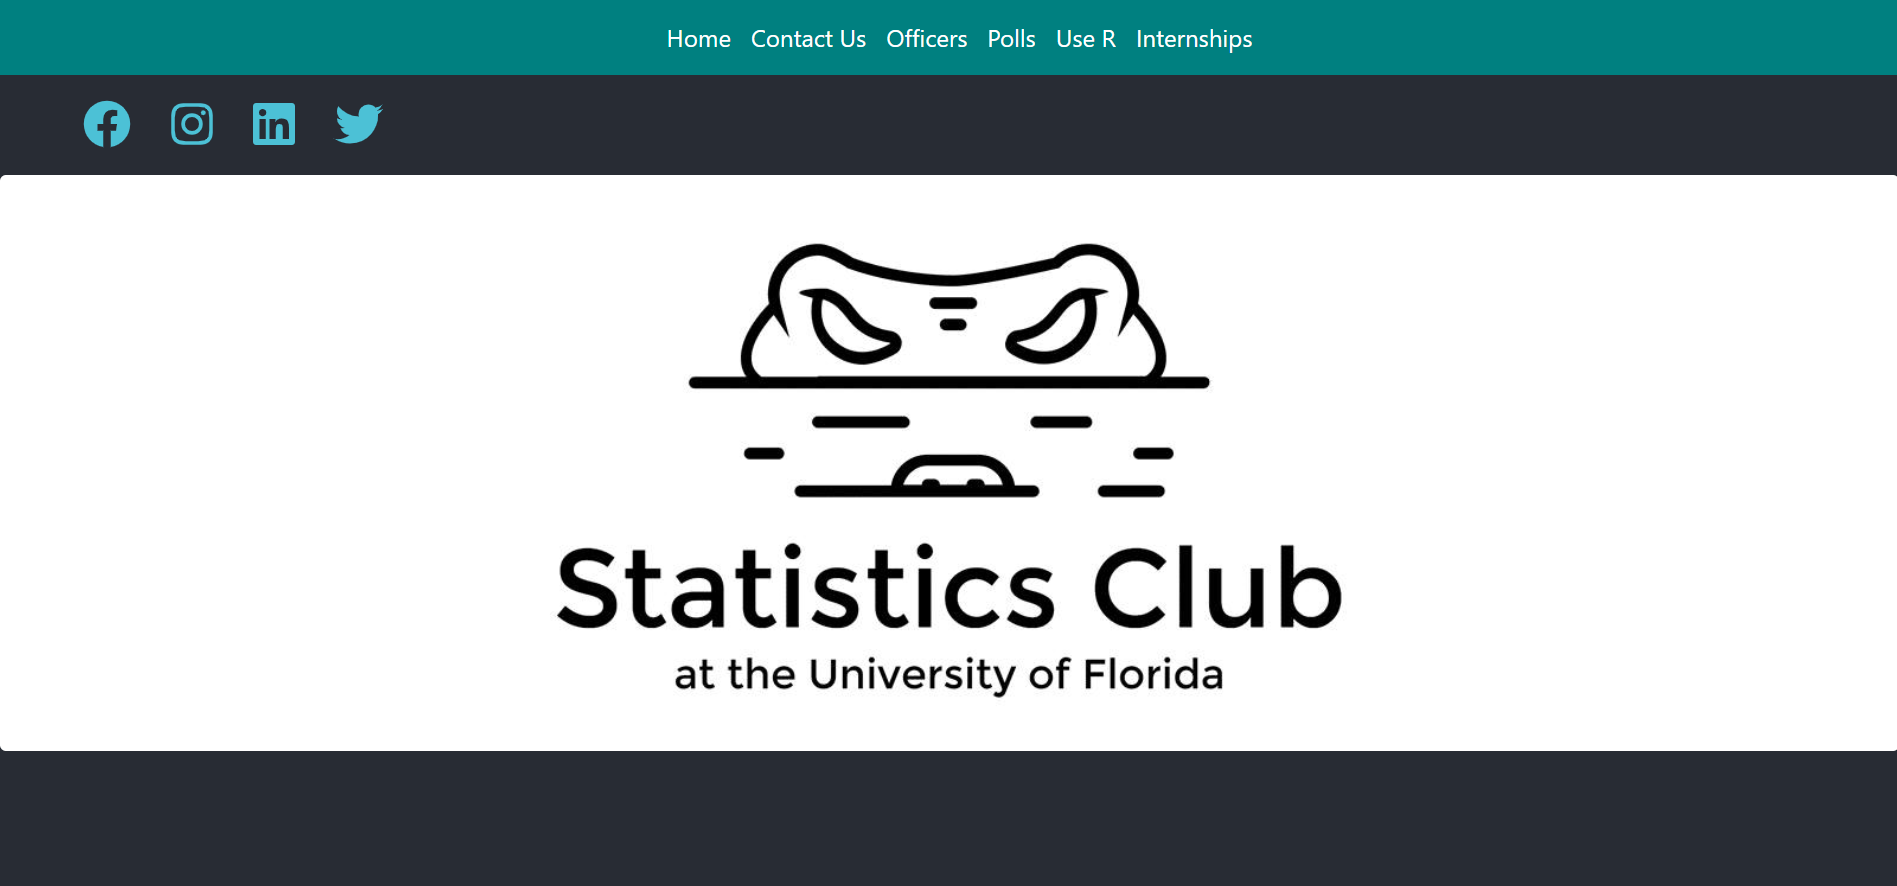 Home Contact Us Officers Polls Use R Internships
Statistics Club
at the University of Florida